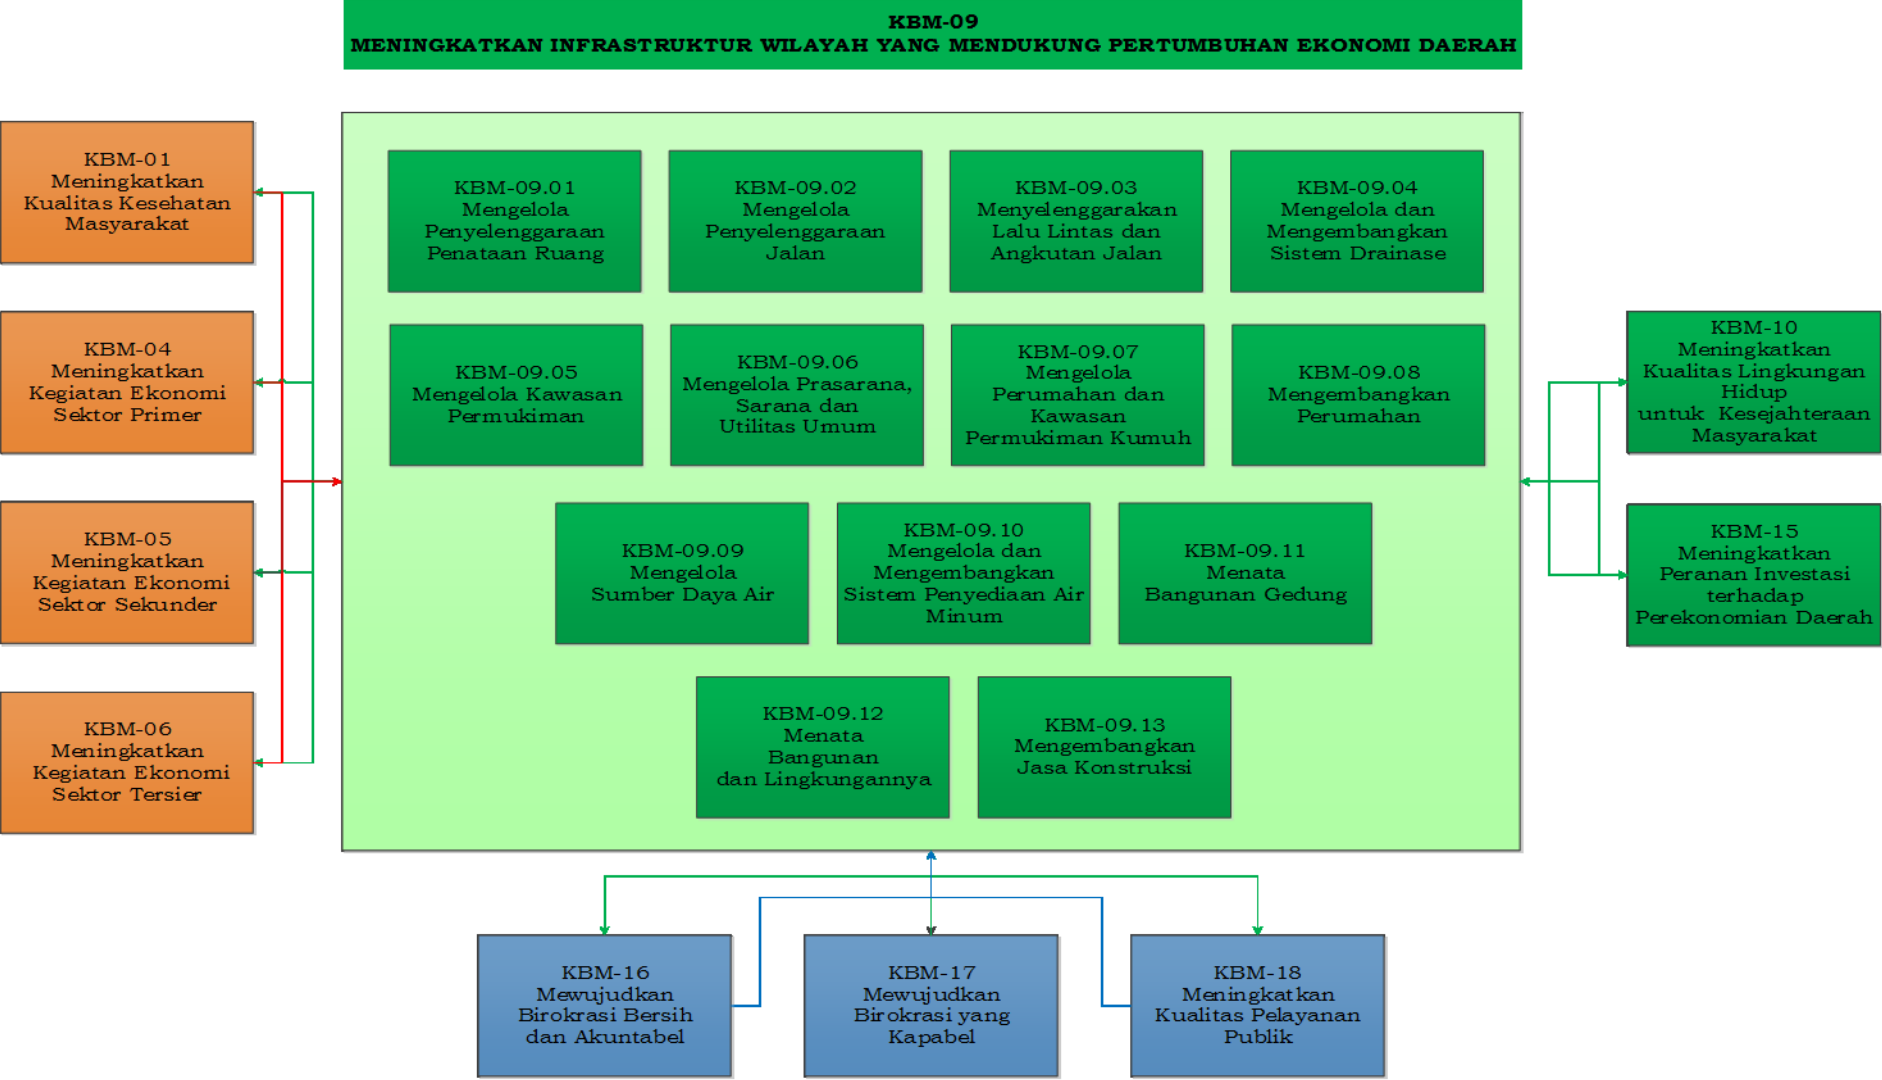 KBM-09
MENINGKATKAN INFRASTRUKTUR WILAYAH YANG MENDUKUNG PERTUMBUHAN EKONOMI DAERAH
KBM-01
Meningkatkan
Kualitas Kesehatan
Masyarakat
KBM-04
Meningkatkan
Kegiatan Ekonomi
Sektor Primer
KBM-05
Meningkatkan
Kegiatan Ekonomi
Sektor Sekunder
KBM-06
Meningkatkan
Kegiatan Ekonomi
Sektor Tersier
KBM-09.01
Mengelola
Penyelenggaraan
Penataan Ruang
KBM-09.02
Mengelola
Penyelenggaraan
Jalan
KBM-09.03
Menyelenggarakan
Lalu Lintas dan
Angkutan Jalan
KBM-09.04
Mengelola dan
Mengembangkan
Sistem Drainase
KBM-09.05
Mengelola Kawasan
Permukiman
KBM-09.06
Mengelola Prasarana,
Sarana dan
Utilitas Umum
KBM-09.07
Mengelola
Perumahan dan
Kawasan
Permukiman Kumuh
KBM-09.08
Mengembangkan
Perumahan
KBM-09.09
Mengelola
Sumber Daya Air
KBM-09.10
Mengelola dan
Mengembangkan
Sistem Penyediaan Air
Minum
KBM-09.11
Menata
Bangunan Gedung
KBM-09.12
Menata
Bangunan
dan Lingkungannya
KBM-09.13
Mengembangkan
Jasa Konstruksi
KBM-10
Meningkatkan
Kualitas Lingkungan
Hidup
untuk Kesejahteraan
Masyarakat
KBM-15
Meningkatkan
Peranan Investasi
terhadap
Perekonomian Daerah
KBM-16
Mewujudkan
Birokrasi Bersih
dan Akuntabel
KBM-17
Mewujudkan
Birokrasi yang
Kapabel
KBM-18
Meningkatkan
Kualitas Pelayanan
Publik